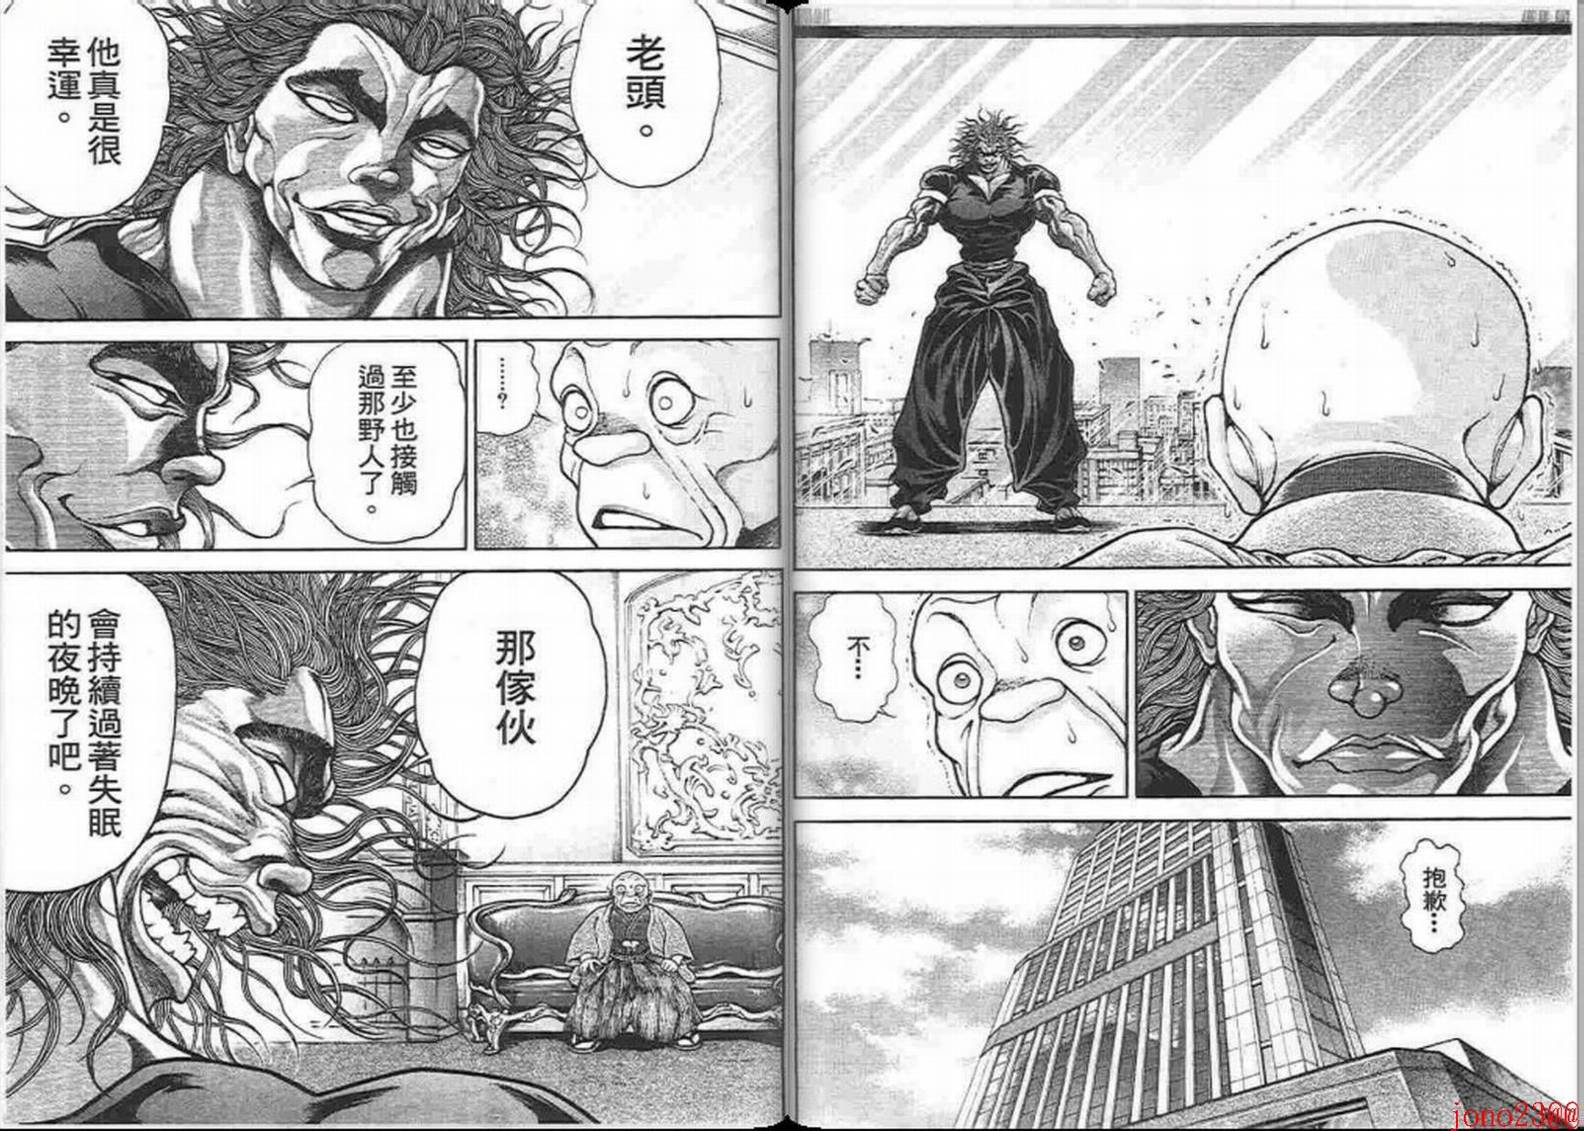 不…
抱歉…
老頭。
他真是很
幸運。
……?
至少也接觸
過那野人了。
那傢伙
會持續過著失眠
的夜晚了吧。
jono23@@